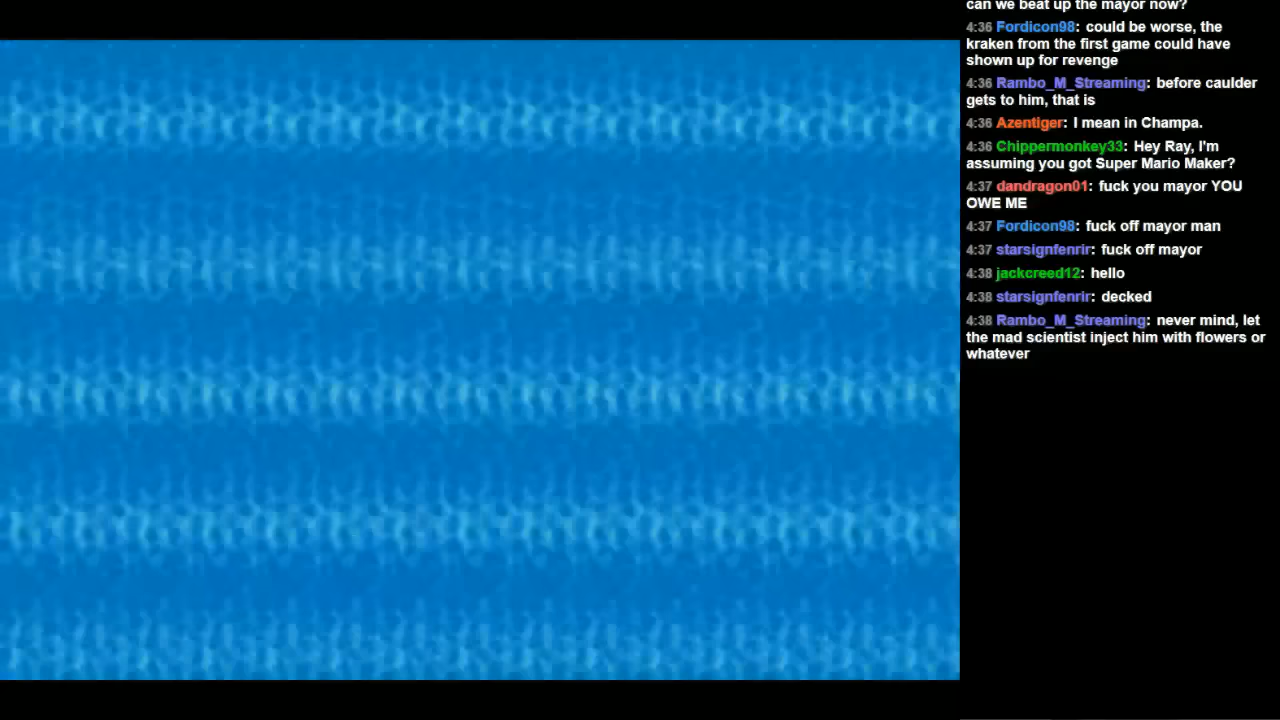 can we beat up the mayor now?
4:36 Fordicon98: could be worse, the
kraken from the first game could have
shown up for revenge
4:36 Rambo_M_Streaming: before caulder
gets to him, that is
4:36 Azentiger: I mean in Champa.
4:36 Chippermonkey33: Hey Ray, I'm
assuming you got Super Mario Maker?
4:37 dandragon01: fuck you mayor YOU
OWE ME
4:37 Fordicon98: fuck off mayor man
4:37 starsignfenrir: fuck off mayor
4:38 jackcreed12: hello
4:38 starsignfenrir: decked
4:38 Rambo_M_Streaming: never mind, let
the mad scientist inject him with flowers or
whatever